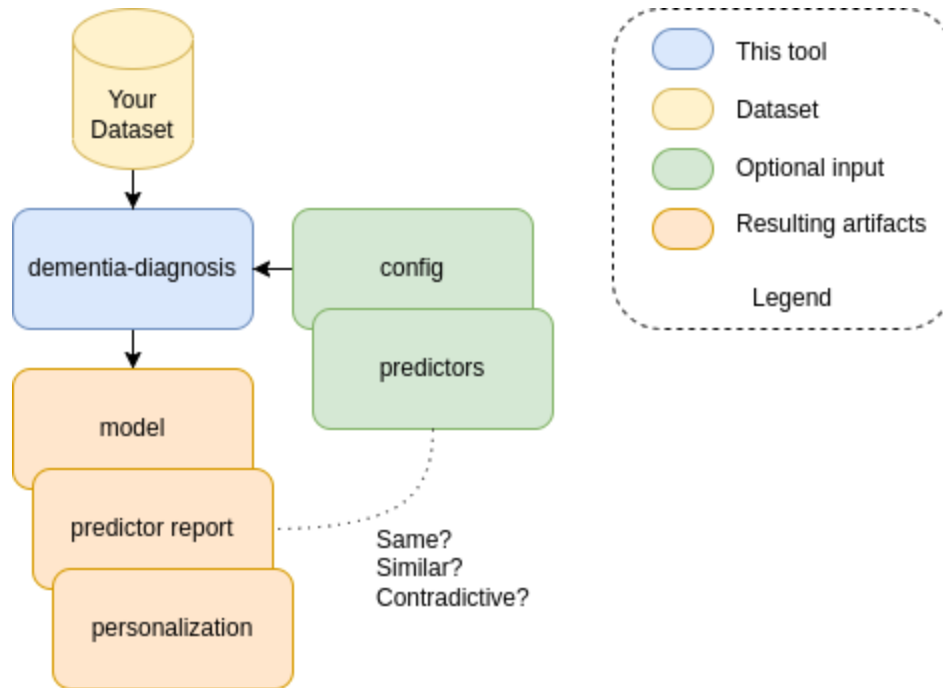 Your
Dataset
dementia-diagnosis
config
predictors
model
predictor report
personalization
Same?
Similar?
Contradictive?
This tool
Dataset
Optional input
Resulting artifacts
Legend